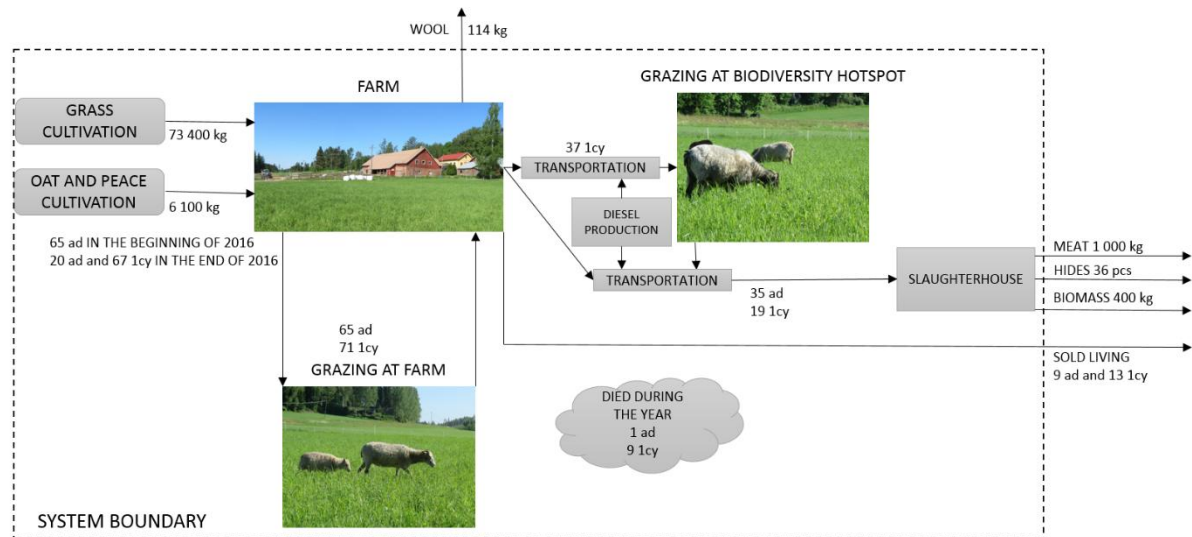 WOOL
114 kg
FARM
GRAZING AT BIODIVERSITY HOTSPOT
GRASS
CULTIVATION
73 400 kg
OAT AND PEACE
CULTIVATION
6 100 kg
65 ad IN THE BEGINNING OF 2016
20 ad and 67 1cy IN THE END OF 2016
37 1cy
TRANSPORTATION
DIESEL
PRODUCTION
TRANSPORTATION
35 ad
19 1cy
SLAUGHTERHOUSE
MEAT 1 000 kg
HIDES 36 pcs
BIOMASS 400 kg
SOLD LIVING
9 ad and 13 1cy
65 ad
71 1cy
GRAZING AT FARM
DIED DURING
THE YEAR
1 ad
9 1cy
SYSTEM BOUNDARY